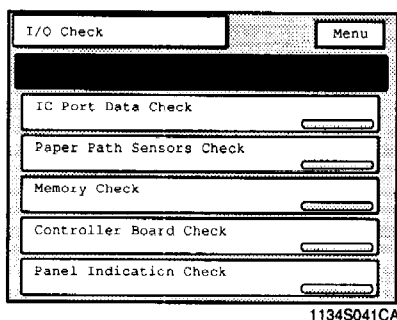 I/O Check
Menu
IC Port Data Check
Paper Path Sensors Check
Memory Check
Controller Board Check
Panel Indication Check
1134S041CA